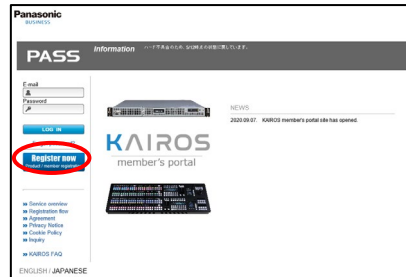 Panasonic
BUSINESS
PASS
Information
E-mail
Password
LOG IN
Register now
Product / member registration
» Service overview
» Registration flow
» Agreement
» Privacy Notice
» Cookie Policy
» Inquiry
» KAIROS FAQ
ENGLISH / JAPANESE
KAIROS
member's portal
NEWS
2020.09.07. KAIROS member's portal site has opened.